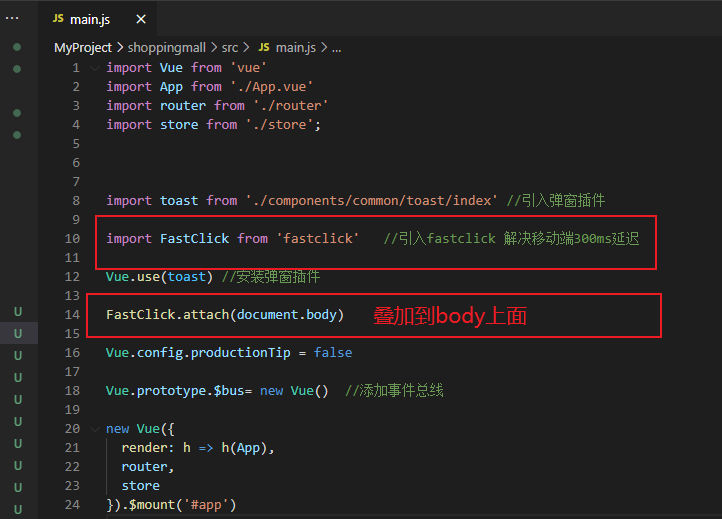 ... JS main.js ×
MyProject > shoppingmall > src > JS main.js > ...
1 import Vue from 'vue'
2 import App from './App.vue'
3 import router from './router'
4 import store from './store';
5
6
7
8 import toast from './components/common/toast/index' //引入弹窗插件
9
10 import FastClick from 'fastclick' //引入fastclick 解决移动端300ms延迟
11
12 Vue.use(toast) //安装弹窗插件
13
14 FastClick.attach(document.body) 叠加到body上面
15
16 Vue.config.productionTip = false
17
U 18 Vue.prototype.$bus= new Vue() //添加事件总线
U 19
U 20 new Vue({
U 21 render: h => h(App),
U 22 router,
U 23 store
U 24 }).$mount('#app')